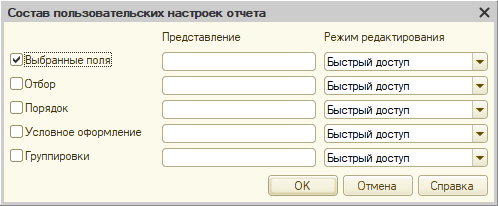 Состав пользовательских настроек отчета
Представление Режим редактирования
Выбранные поля Быстрый доступ
Отбор Быстрый доступ
Порядок Быстрый доступ
Условное оформление Быстрый доступ
Группировки Быстрый доступ
ОК Отмена Справка